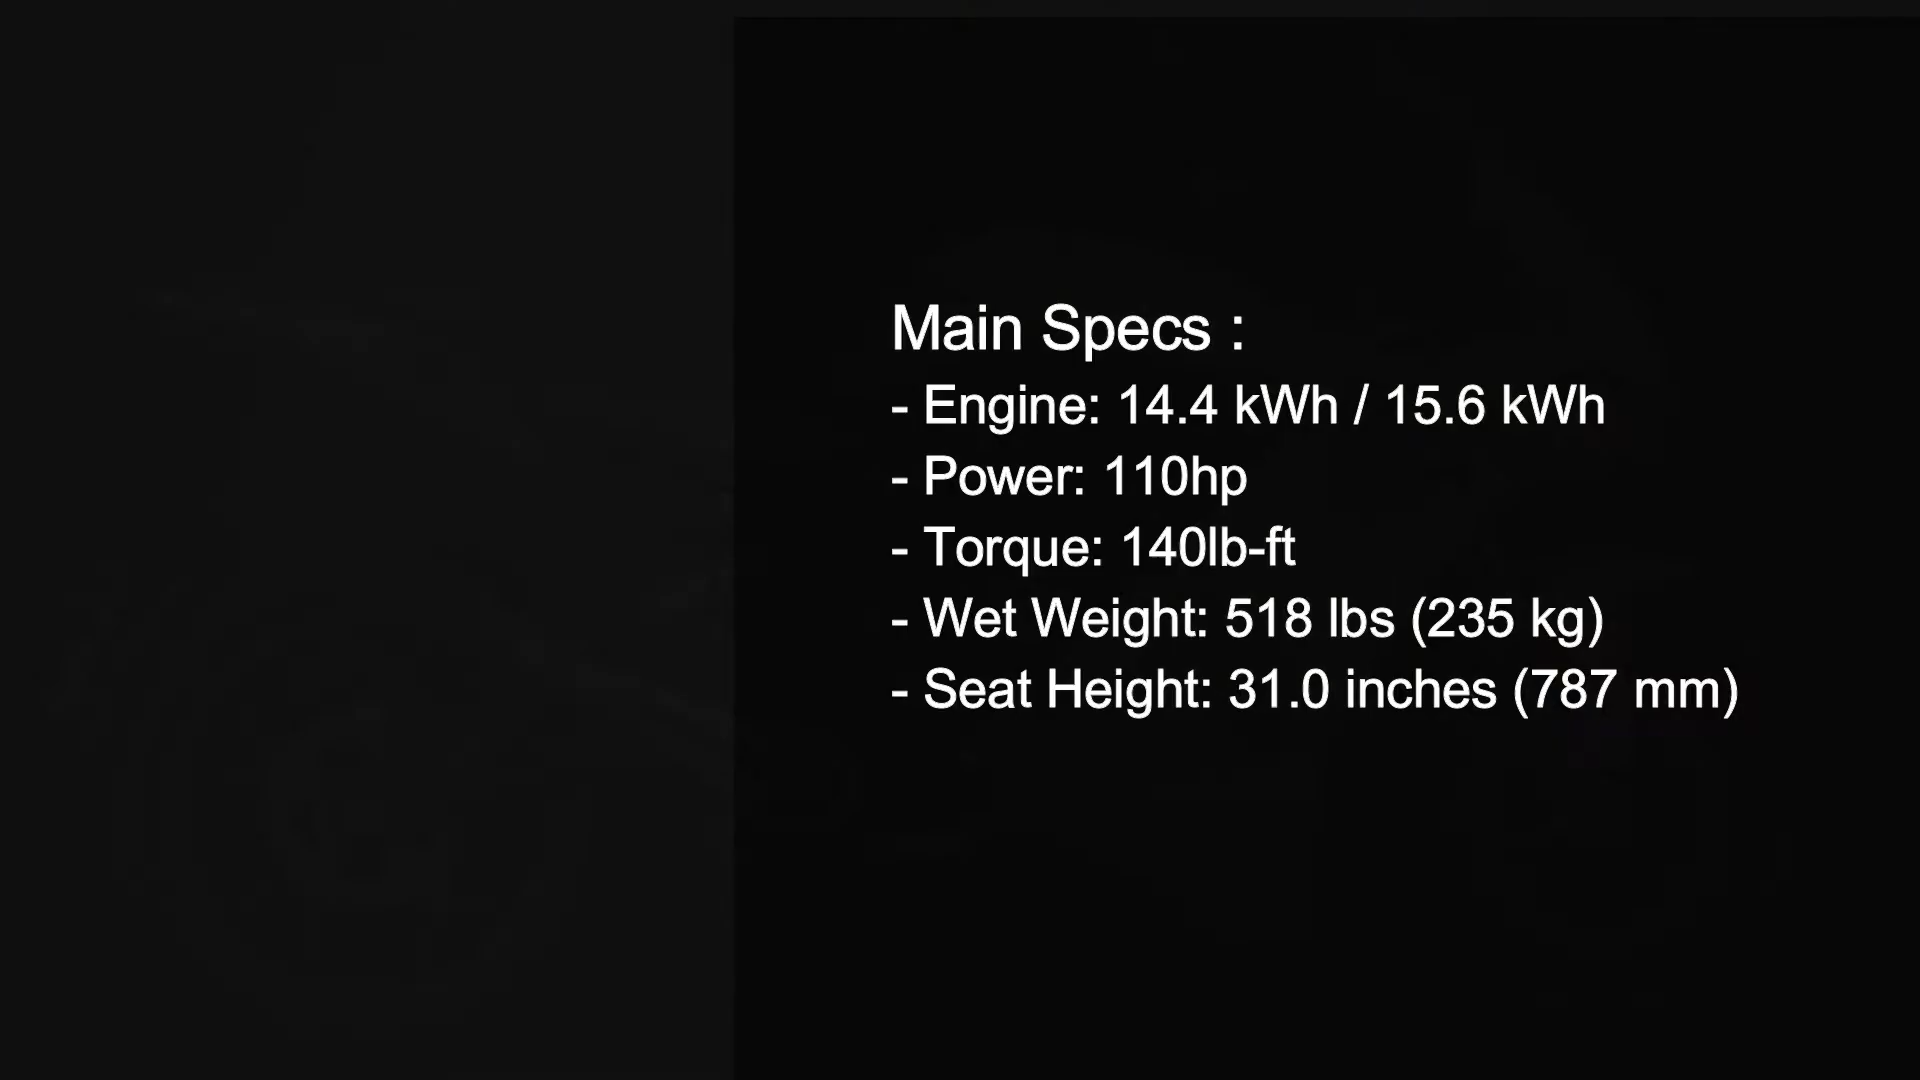 Main Specs :
- Engine: 14.4 kWh / 15.6 kWh
- Power: 110hp
- Torque: 140lb-ft
- Wet Weight: 518 lbs (235 kg)
- Seat Height: 31.0 inches (787 mm)